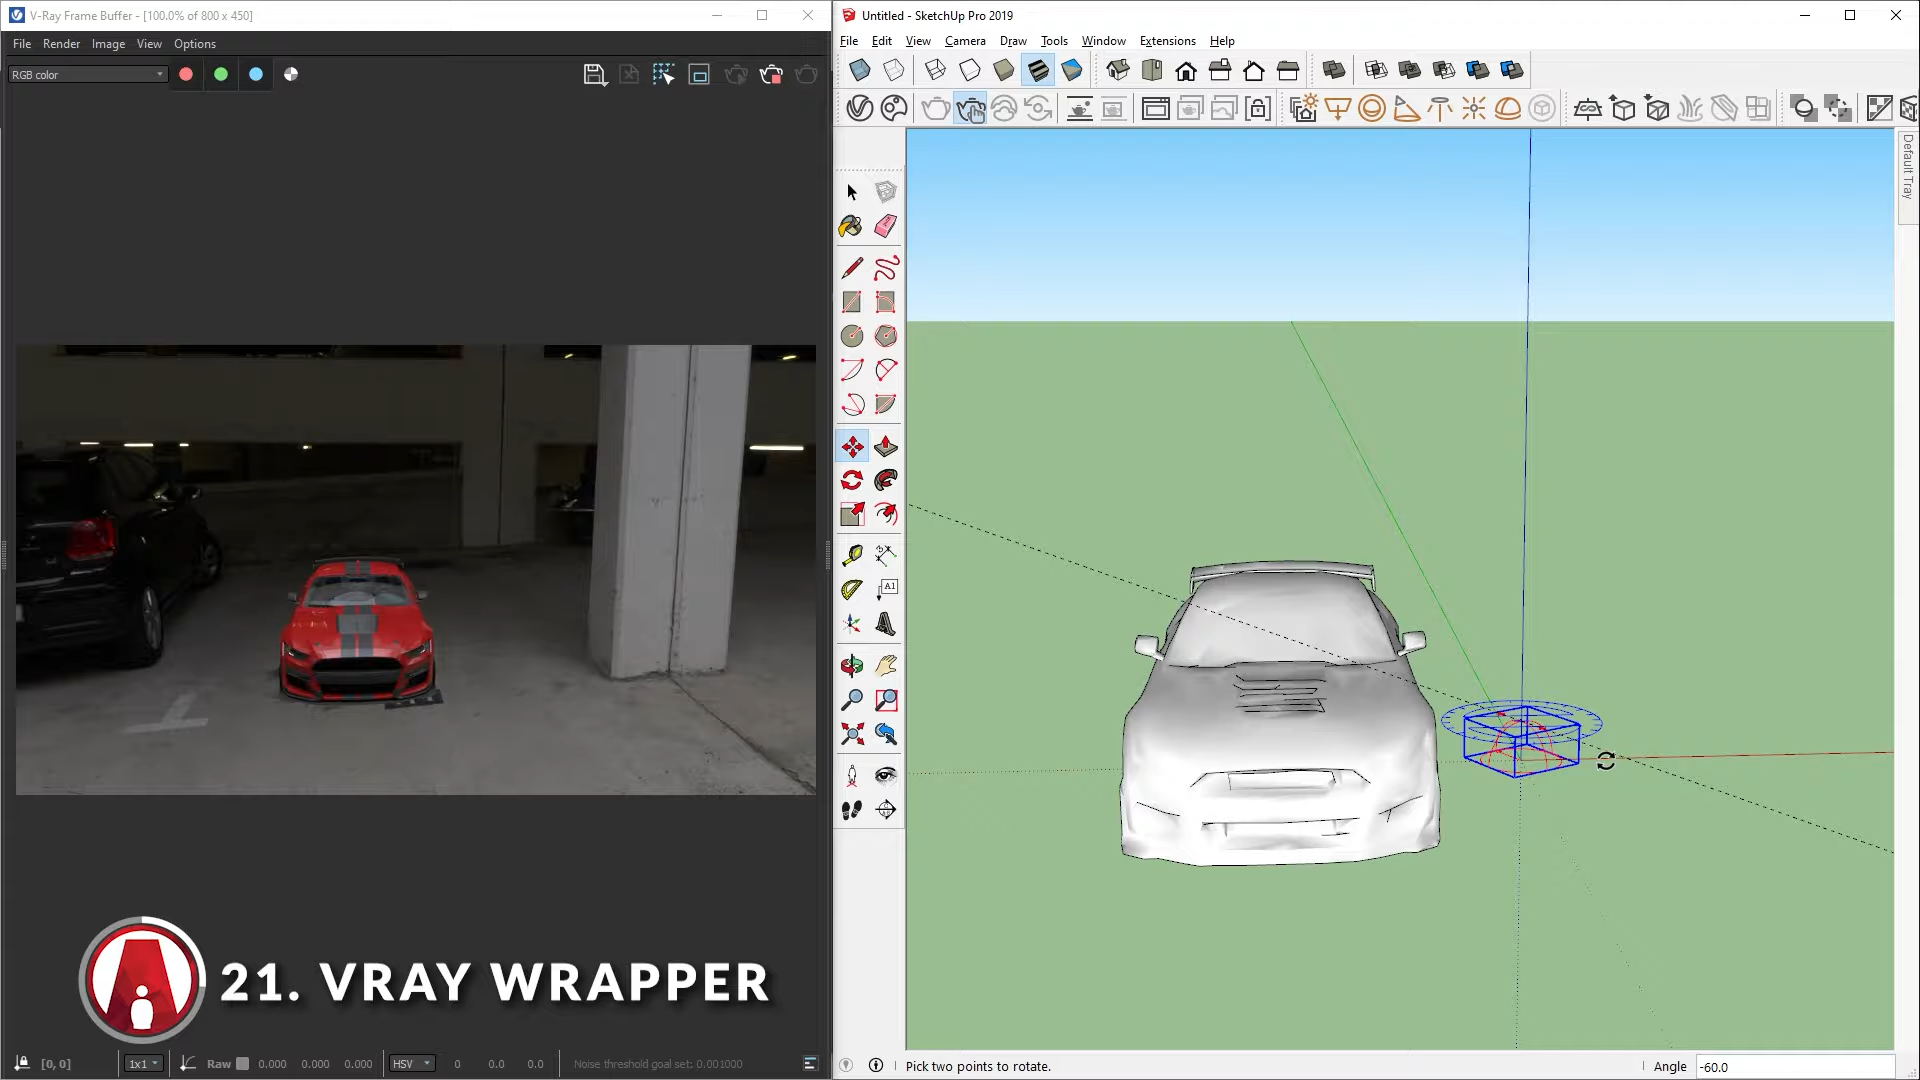 V-Ray Frame Buffer - [100.0% of 800 x 450]
File Render Image View Options
RGB color
21. VRAY WRAPPER
[0, 0] 1x1 Raw 0.000 0.000 0.000 HSV 0 0.0 0.0 Noise threshold goal set: 0.001000
Untitled - SketchUp Pro 2019
File Edit View Camera Draw Tools Window Extensions Help
Default Tray
A1
Pick two points to rotate.
Angle -60.0